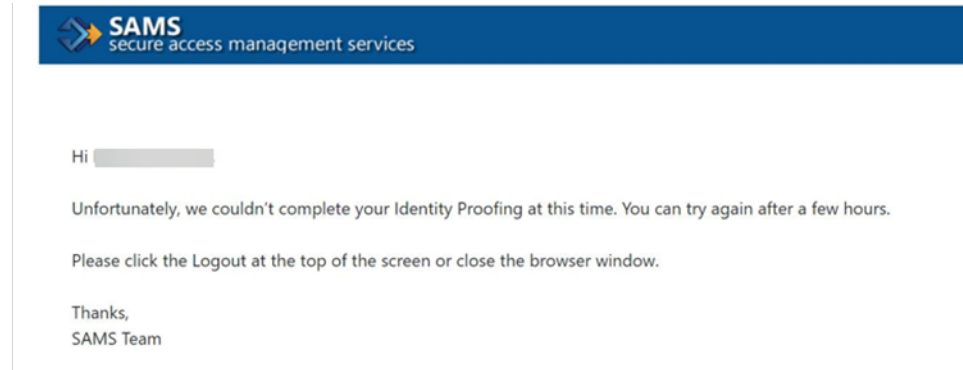 SAMS
secure access management services
Hi
Unfortunately, we couldn't complete your Identity Proofing at this time. You can try again after a few hours.
Please click the Logout at the top of the screen or close the browser window.
Thanks,
SAMS Team